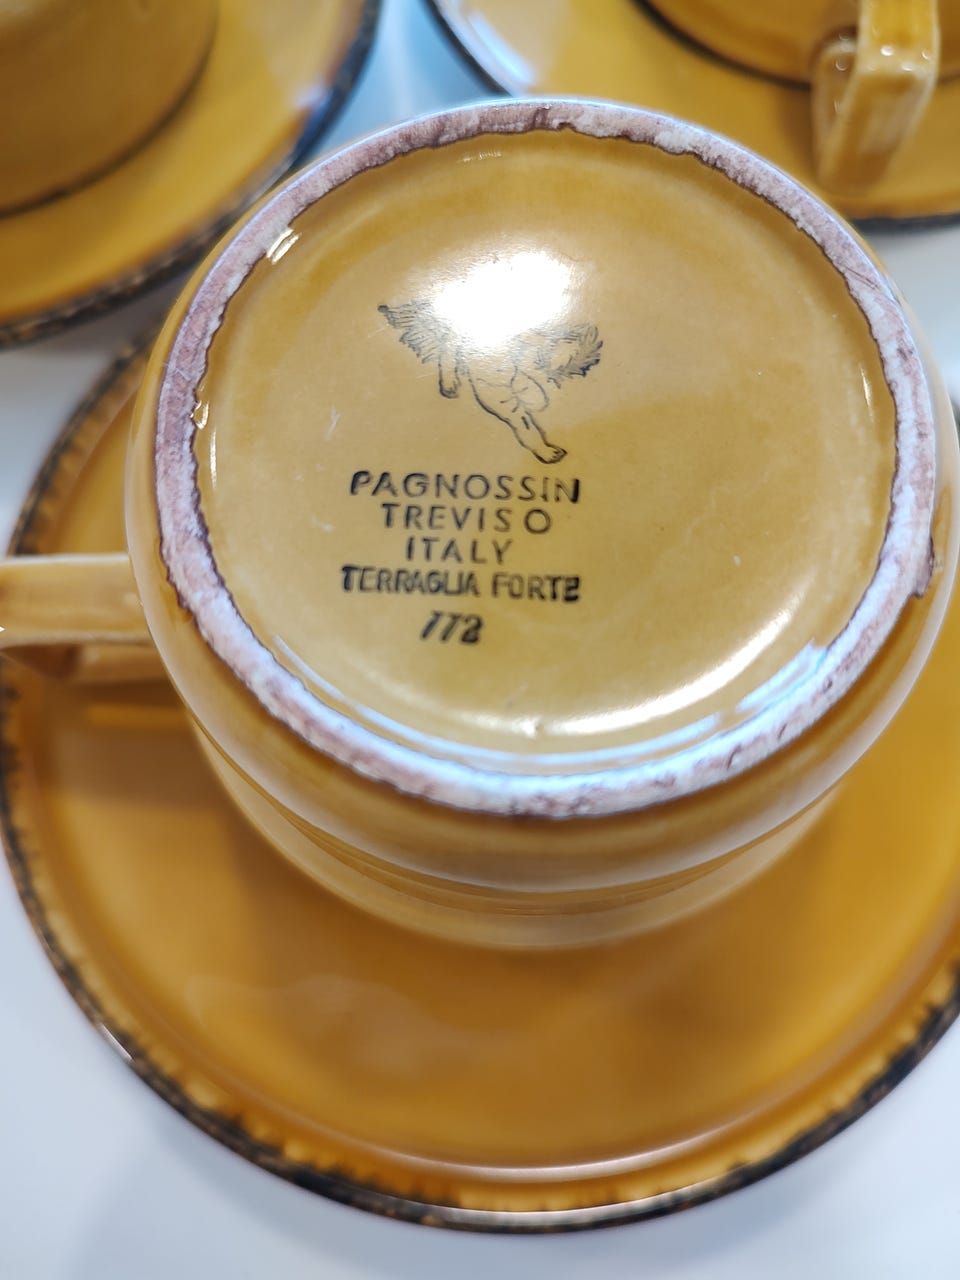 PAGNOSSIN
TREVISO
ITALY
TERRAGLIA FORTE
772